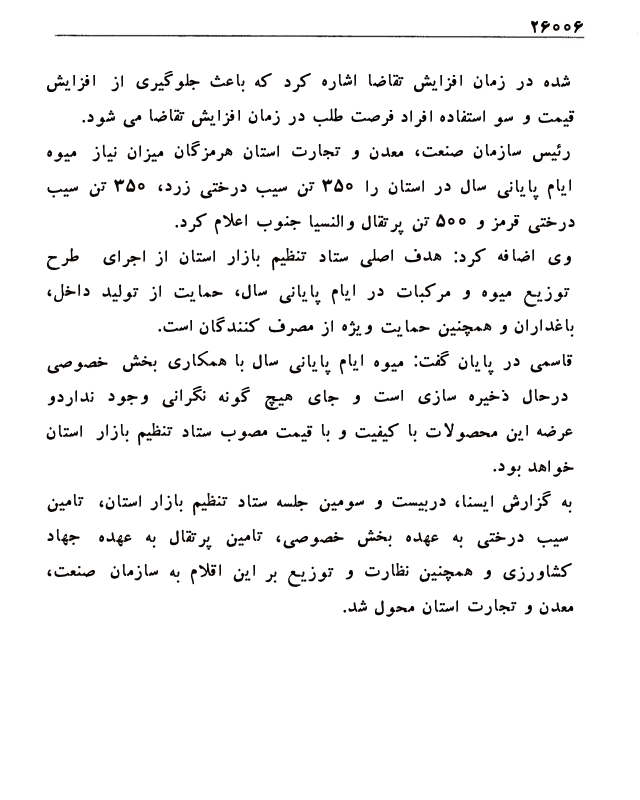 ۲۶۰۰۶
شده در زمان افزایش تقاضا اشاره کرد که باعث جلوگیری از افزایش
قیمت و سو استفاده افراد فرصت طلب در زمان افزایش تقاضا می شود.
رئیس سازمان صنعت، معدن و تجارت استان هرمزگان میزان نیاز میوه
ایام پایانی سال در استان را ۳۵۰ تن سیب درختی زرد، ۳۵۰ تن سیب
درختی قرمز و ۵۰۰ تن پرتقال والنسیا جنوب اعلام کرد.
وی اضافه کرد: هدف اصلی ستاد تنظیم بازار استان از اجرای طرح
توزیع میوه و مرکبات در ایام پایانی سال، حمایت از تولید داخل،
باغداران و همچنین حمایت ویژه از مصرف کنندگان است.
قاسمی در پایان گفت: میوه ایام پایانی سال با همکاری بخش خصوصی
درحال ذخیره سازی است و جای هیچ گونه نگرانی وجود نداردو
عرضه این محصولات با کیفیت و با قیمت مصوب ستاد تنظیم بازار استان
خواهد بود.
به گزارش ایسنا، دربیست و سومین جلسه ستاد تنظیم بازار استان، تامین
سیب درختی به عهده بخش خصوصی، تامین پرتقال به عهده جهاد
کشاورزی و همچنین نظارت و توزیع بر این اقلام به سازمان صنعت،
معدن و تجارت استان محول شد.